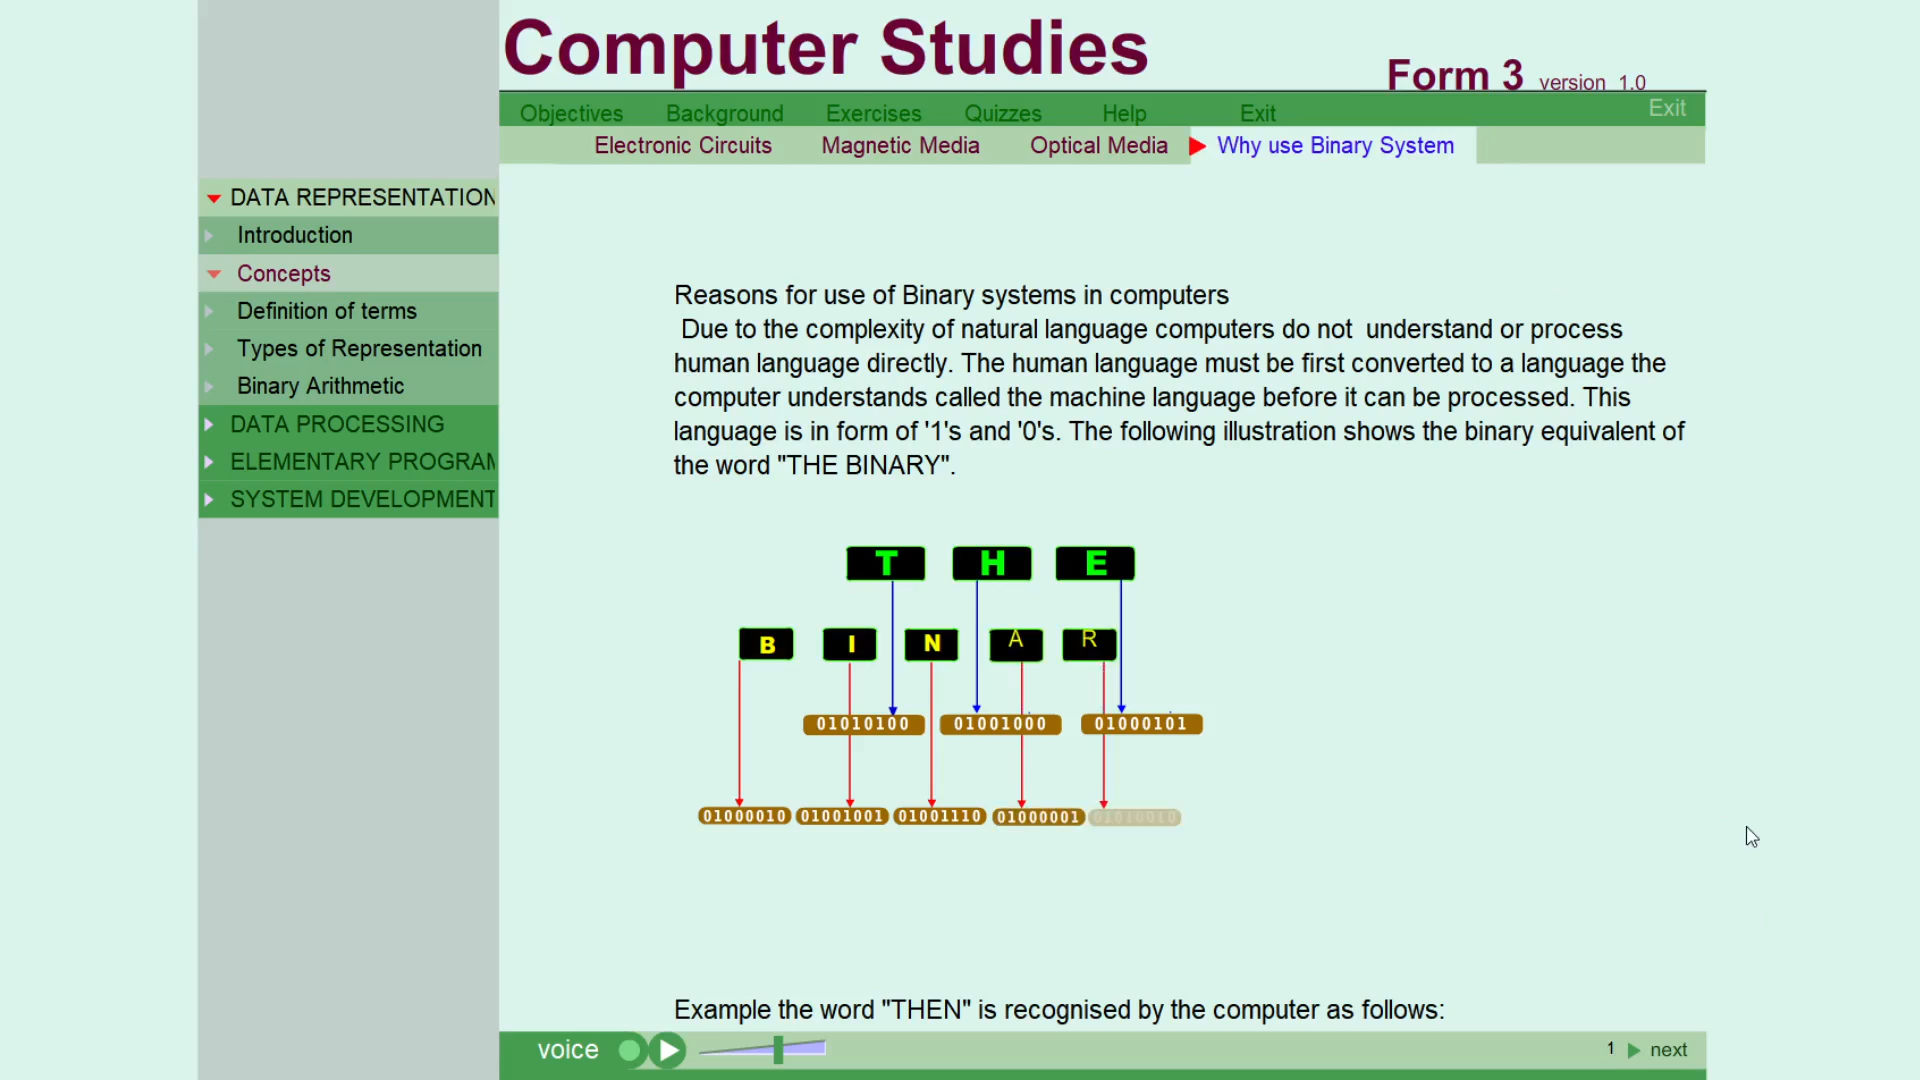 Computer Studies
Form 3 version 1.0
Objectives Background Exercises Quizzes Help Exit Exit
Electronic Circuits Magnetic Media Optical Media Why use Binary System
DATA REPRESENTATION
Introduction
Concepts
Definition of terms
Types of Representation
Binary Arithmetic
DATA PROCESSING
ELEMENTARY PROGRAM
SYSTEM DEVELOPMENT
Reasons for use of Binary systems in computers
Due to the complexity of natural language computers do not understand or process
human language directly. The human language must be first converted to a language the
computer understands called the machine language before it can be processed. This
language is in form of '1's and '0's. The following illustration shows the binary equivalent of
the word "THE BINARY".
T H E
B I N A R
01010100 01001000 01000101
01000010 01001001 01001110 01000001 01010010
Example the word "THEN" is recognised by the computer as follows:
voice 1 next